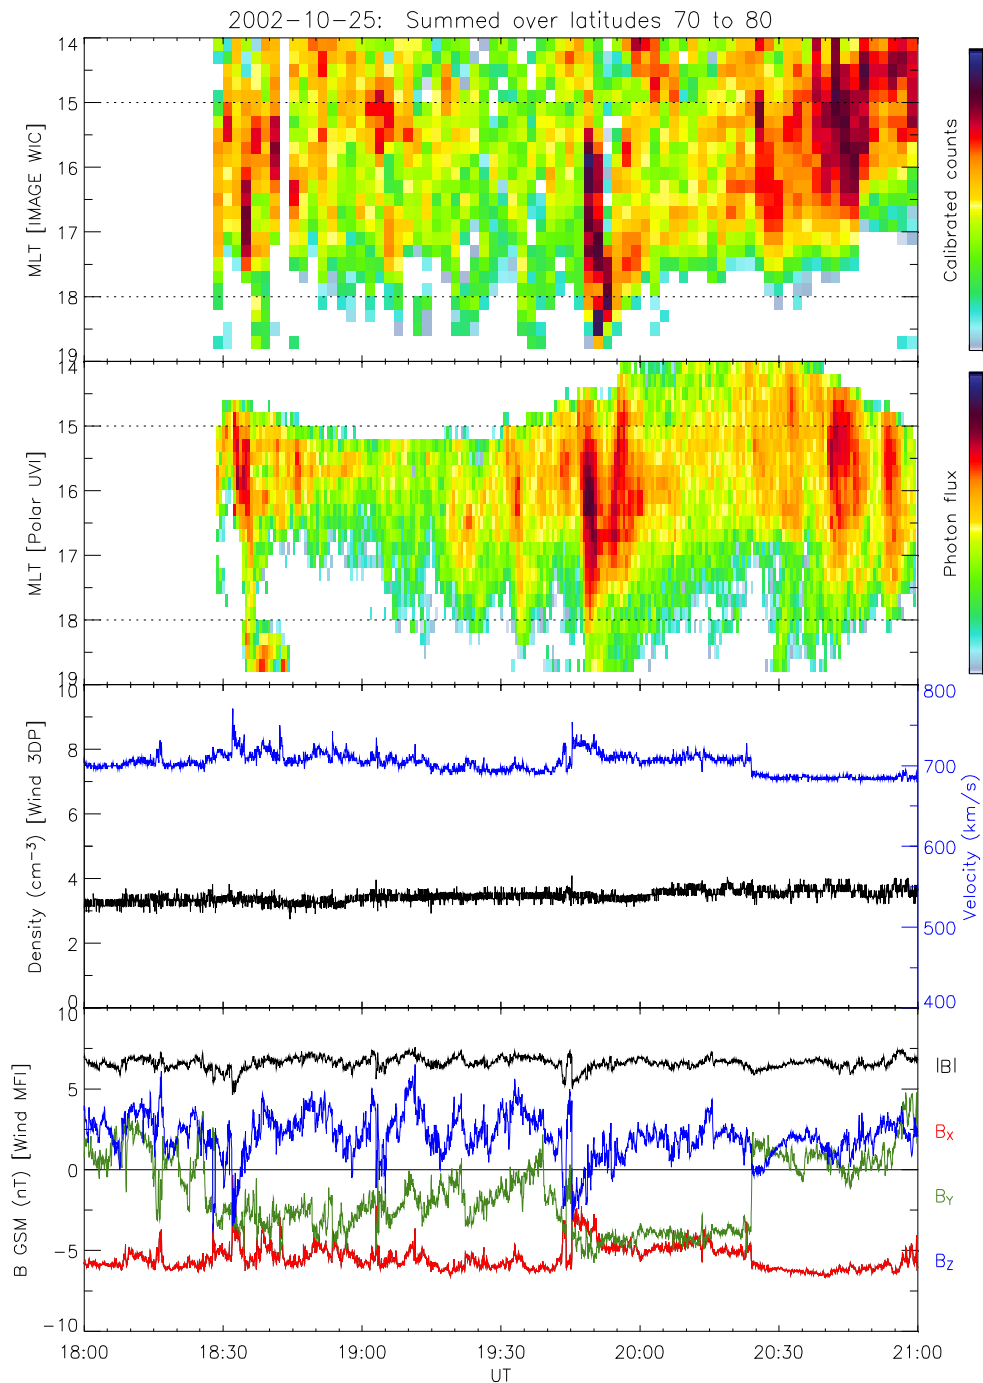 2002-10-25: Summed over latitudes 70 to 80
14
15
16
17
18
19
MLT [IMAGE WIC]
Calibrated counts
14
15
16
17
18
19
MLT [Polar UVI]
Photon flux
10
8
6
4
2
0
Density (cm⁻³) [Wind 3DP]
800
700
600
500
400
Velocity (km/s)
10
5
0
−5
−10
B GSM (nT) [Wind MFI]
|B|
Bx
By
Bz
18:00 18:30 19:00 19:30 20:00 20:30 21:00
UT